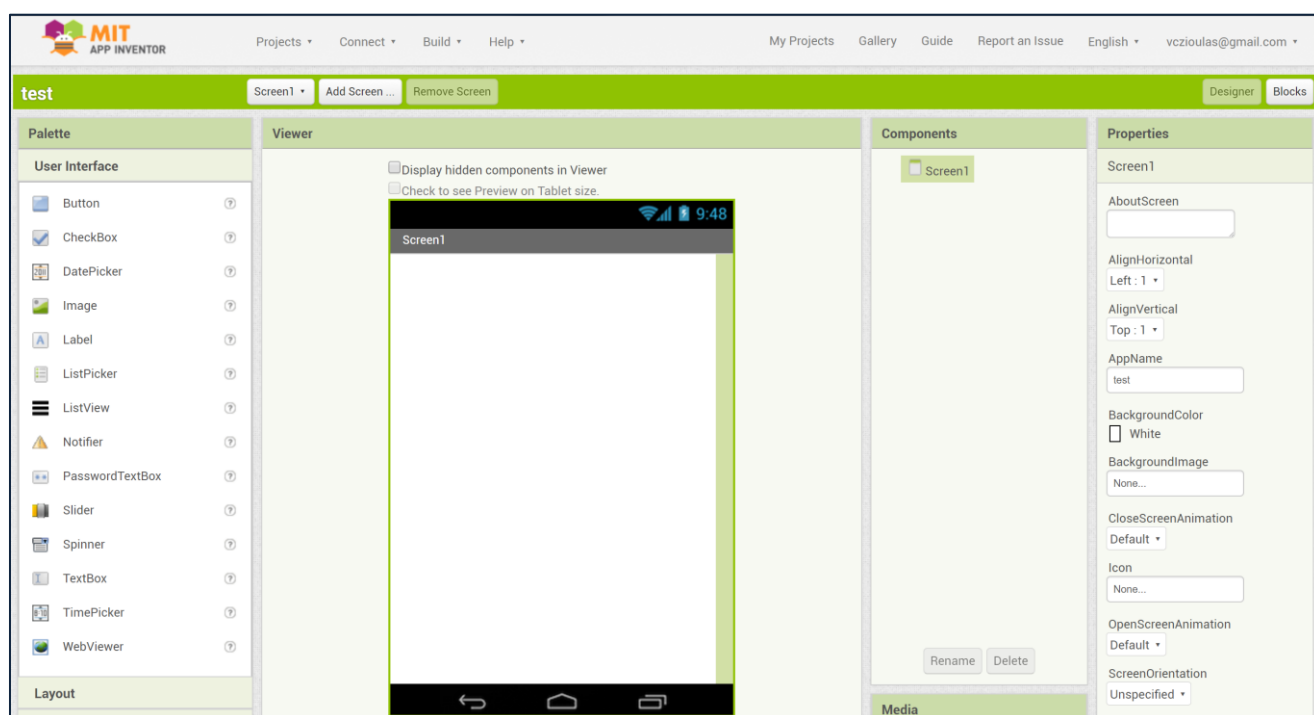 MIT
APP INVENTOR
Projects Connect Build Help My Projects Gallery Guide Report an Issue English vczioulas@gmail.com
test Screen1 Add Screen ... Remove Screen Designer Blocks
Palette
User Interface
Button
CheckBox
DatePicker
Image
Label
ListPicker
ListView
Notifier
PasswordTextBox
Slider
Spinner
TextBox
TimePicker
WebViewer
Layout
Viewer
Display hidden components in Viewer
Check to see Preview on Tablet size.
9:48
Screen1
Components
Screen1
Rename Delete
Media
Properties
Screen1
AboutScreen
AlignHorizontal
Left : 1
AlignVertical
Top : 1
AppName
test
BackgroundColor
White
BackgroundImage
None...
CloseScreenAnimation
Default
Icon
None...
OpenScreenAnimation
Default
ScreenOrientation
Unspecified